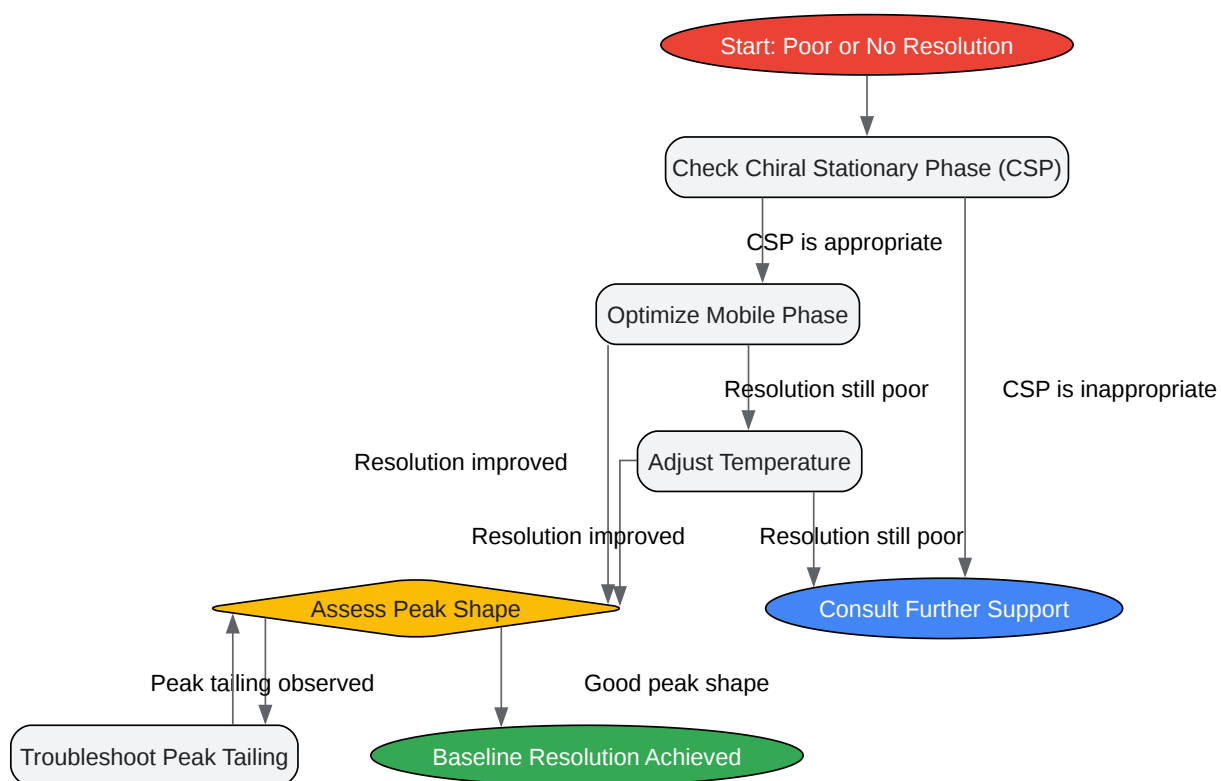 Start: Poor or No Resolution
Check Chiral Stationary Phase (CSP)
CSP is appropriate
Optimize Mobile Phase
Resolution still poor
CSP is inappropriate
Resolution improved
Adjust Temperature
Resolution improved
Resolution still poor
Assess Peak Shape
Consult Further Support
Peak tailing observed
Good peak shape
Troubleshoot Peak Tailing
Baseline Resolution Achieved